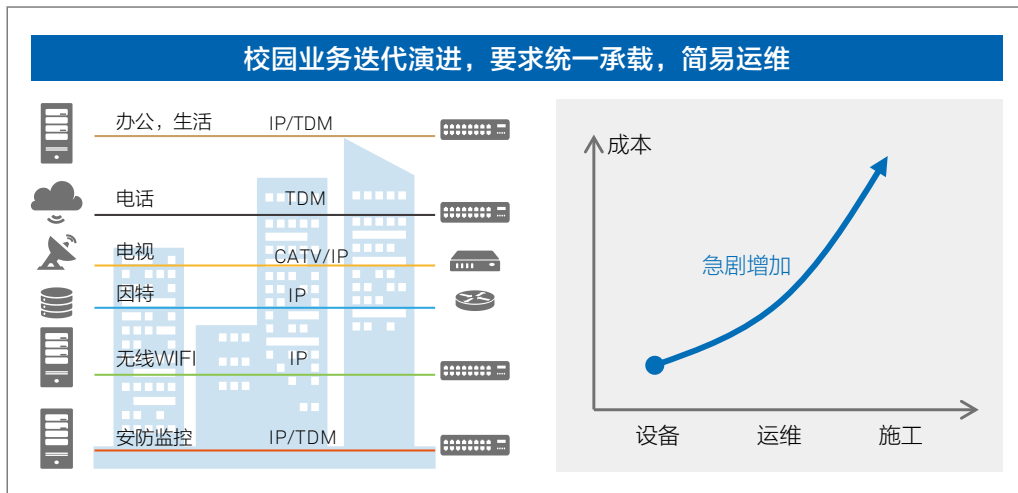 校园业务迭代演进，要求统一承载，简易运维
办公，生活 IP/TDM
电话 TDM
电视 CATV/IP
因特 IP
无线WIFI IP
安防监控 IP/TDM
成本
急剧增加
设备 运维 施工